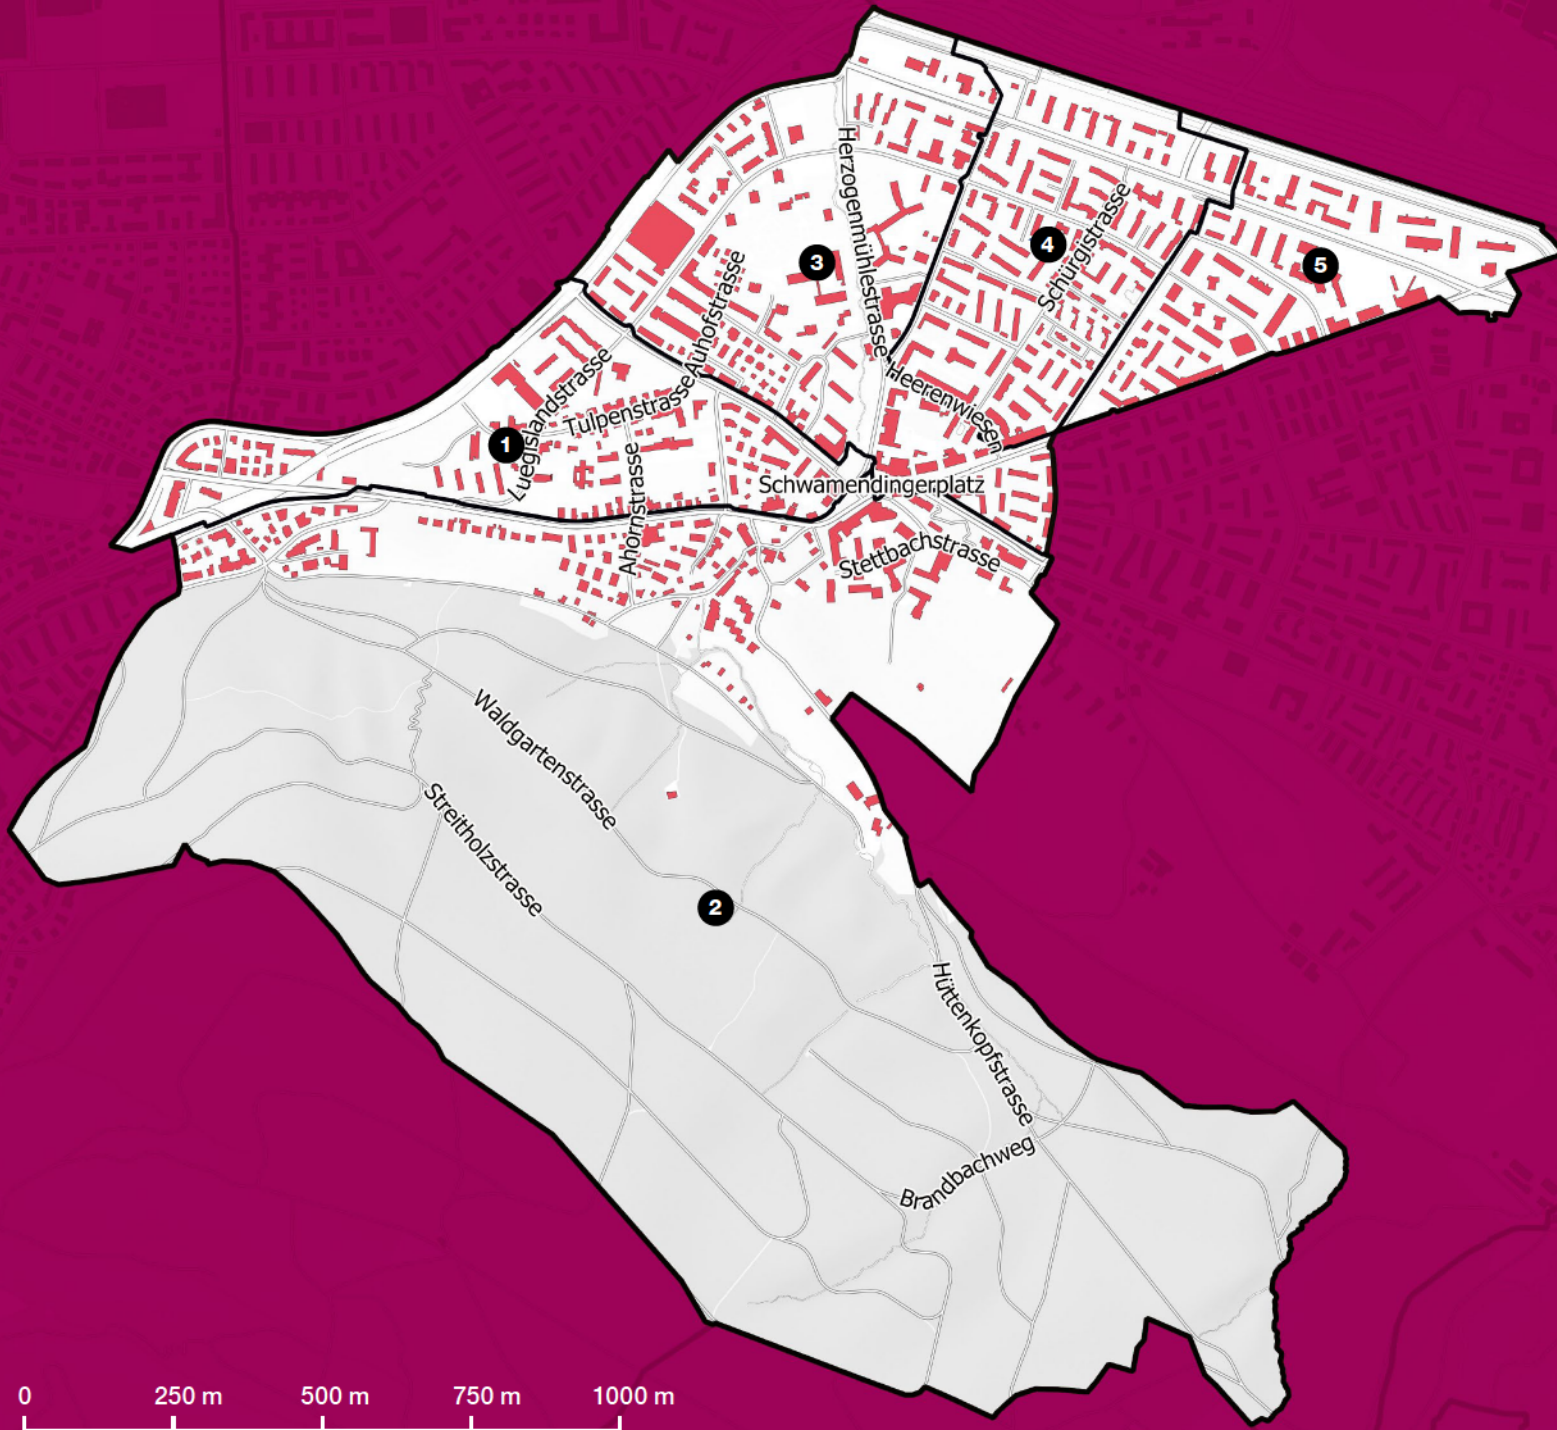 Herzogenmühlestrasse
Schürgistrasse
4
3
5
Auhofstrasse
Heerenwiesen
Luegislandstrasse
Tulpenstrasse
1
Ahornstrasse
Schwamendingerplatz
Stettbachstrasse
Waldgartenstrasse
Streitholzstrasse
2
Hüttenkopfstrasse
Brandbachweg
0 250 m 500 m 750 m 1000 m